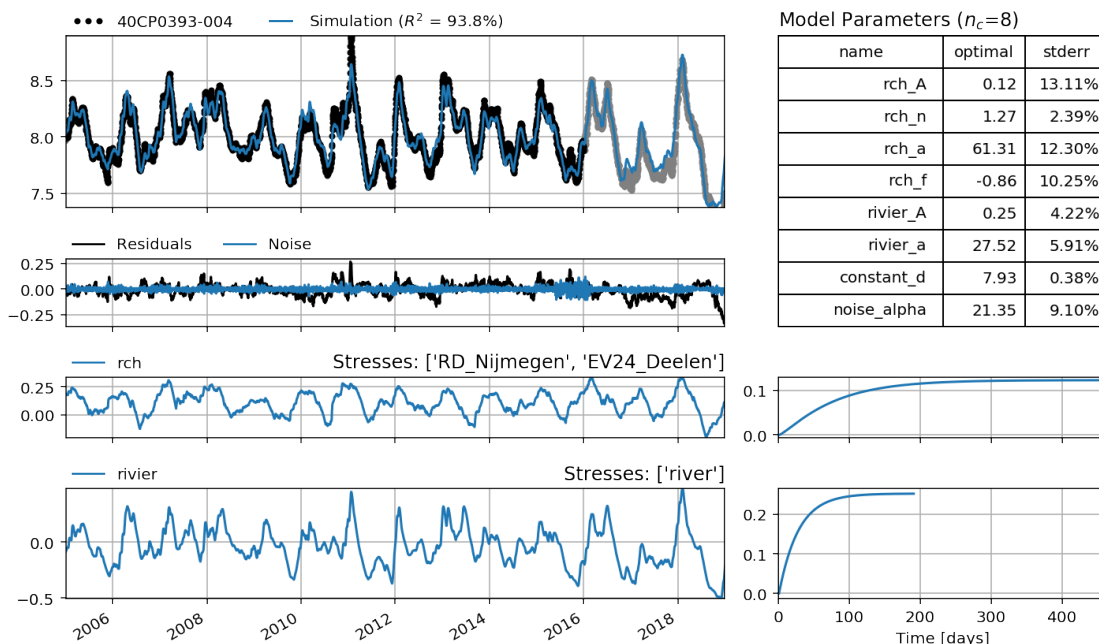 40CP0393-004 Simulation (R² = 93.8%)
8.5
8.0
7.5
Residuals Noise
0.25
0.00
−0.25
rch Stresses: ['RD_Nijmegen', 'EV24_Deelen']
0.25
0.00
rivier Stresses: ['river']
0.0
−0.5
2006 2008 2010 2012 2014 2016 2018
Model Parameters (n_c=8)
name optimal stderr
rch_A 0.12 13.11%
rch_n 1.27 2.39%
rch_a 61.31 12.30%
rch_f -0.86 10.25%
rivier_A 0.25 4.22%
rivier_a 27.52 5.91%
constant_d 7.93 0.38%
noise_alpha 21.35 9.10%
0.1
0.0
0.2
0.1
0.0
0 100 200 300 400
Time [days]